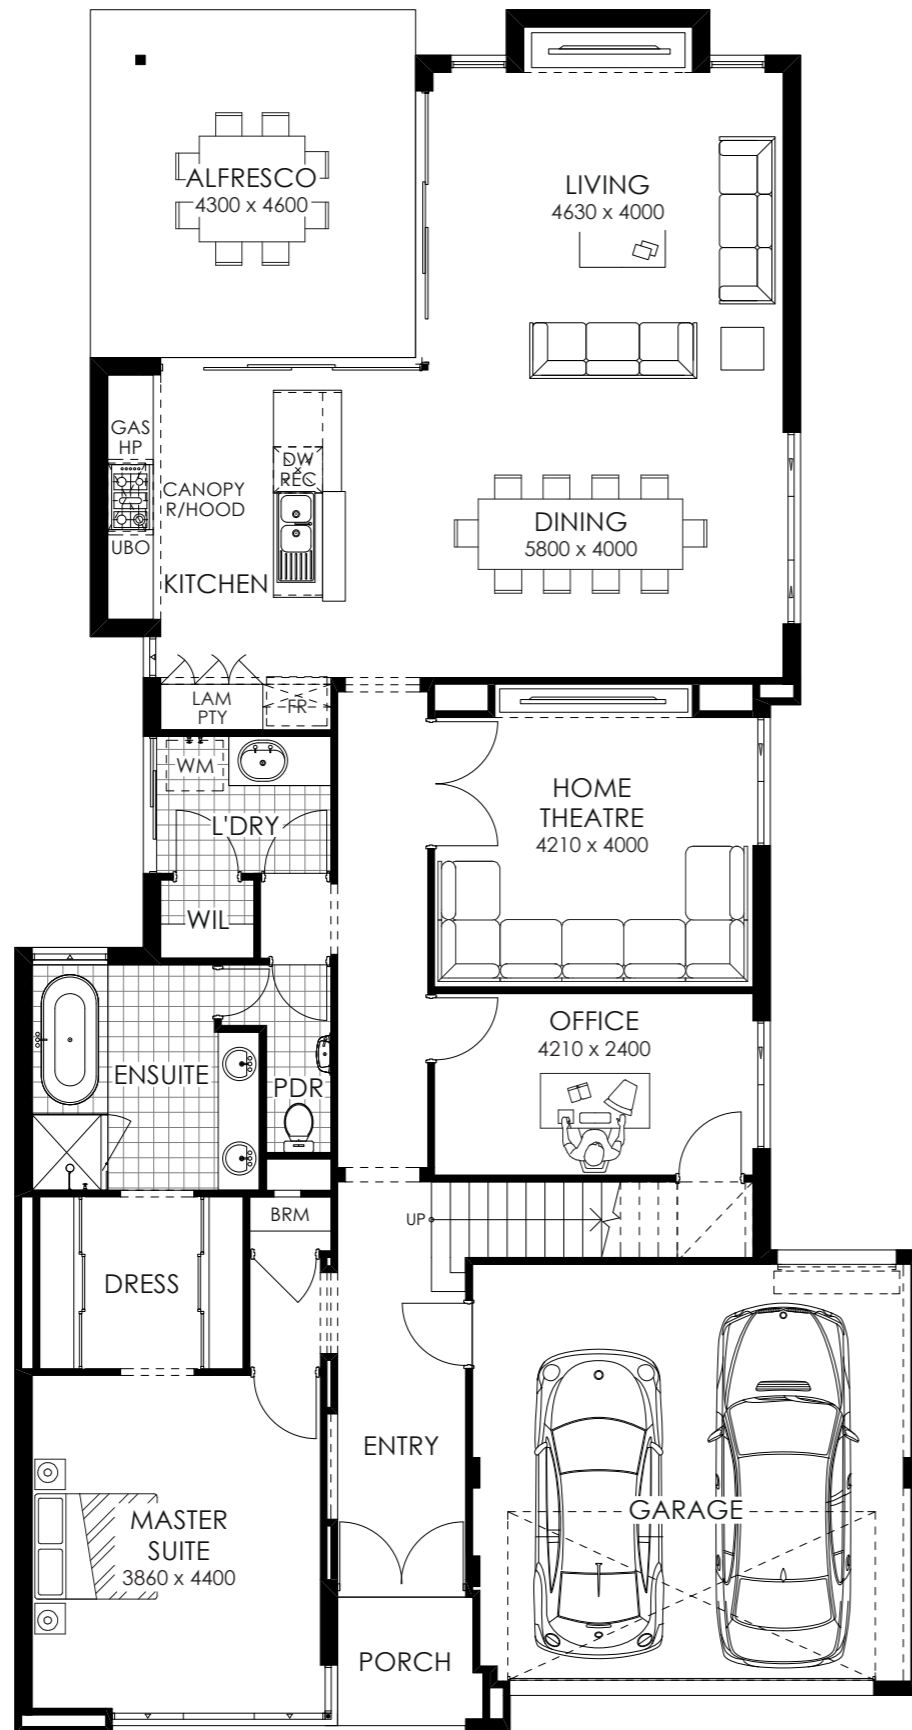 ALFRESCO
4300 x 4600
LIVING
4630 x 4000
GAS
HP
CANOPY
R/HOOD
UBO
DW
REC
KITCHEN
DINING
5800 x 4000
LAM
PTY
FR
WM
L'DRY
WIL
HOME
THEATRE
4210 x 4000
OFFICE
4210 x 2400
ENSUITE
PDR
BRM
UP
DRESS
ENTRY
MASTER
SUITE
3860 x 4400
GARAGE
PORCH